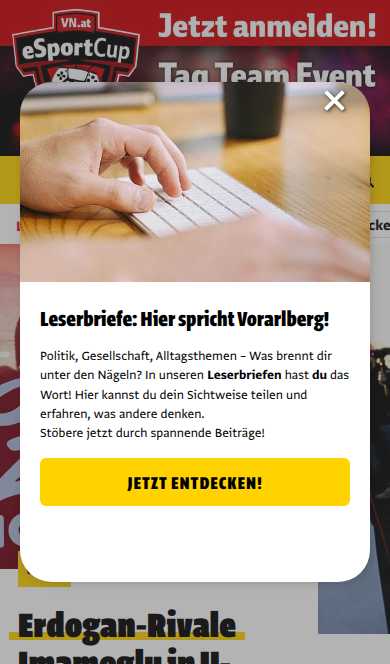 VN.at
eSportCup
Jetzt anmelden!
Tag Team Event
Leserbriefe: Hier spricht Vorarlberg!
Politik, Gesellschaft, Alltagsthemen – Was brennt dir
unter den Nägeln? In unseren Leserbriefen hast du das
Wort! Hier kannst du dein Sichtweise teilen und
erfahren, was andere denken.
Stöbere jetzt durch spannende Beiträge!
JETZT ENTDECKEN!
Erdogan-Rivale
Imamoglu in U-